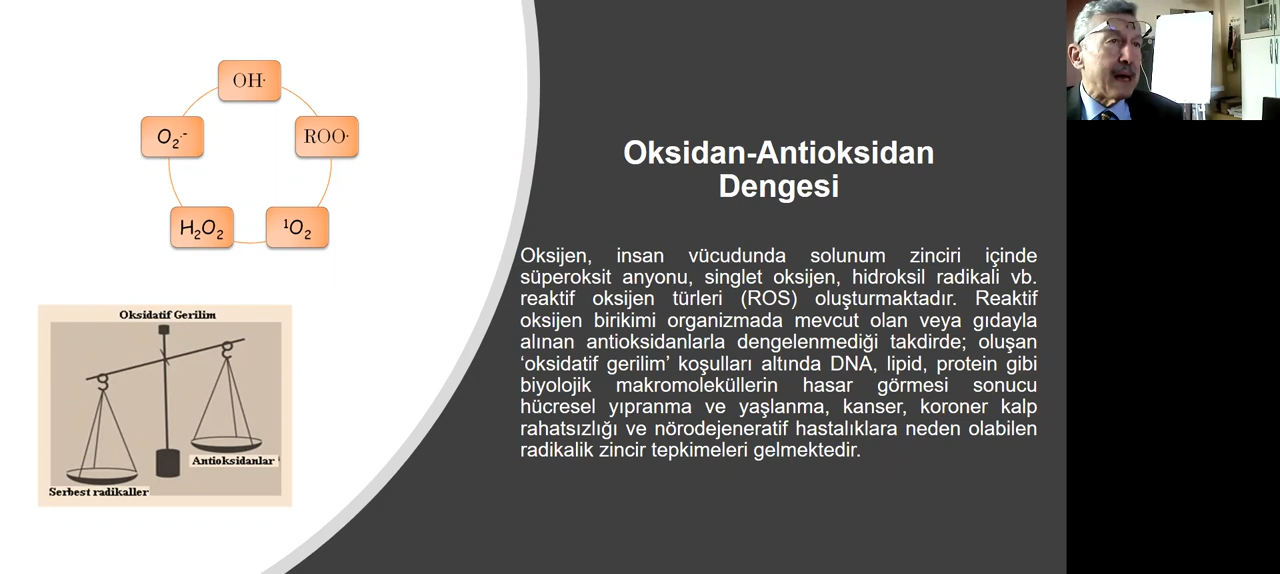 OH·
O₂·⁻
ROO·
H₂O₂
¹O₂
Oksidatif Gerilim
Antioksidanlar
Serbest radikaller
Oksidan-Antioksidan
Dengesi
Oksijen, insan vücudunda solunum zinciri içinde
süperoksit anyonu, singlet oksijen, hidroksil radikali vb.
reaktif oksijen türleri (ROS) oluşturmaktadır. Reaktif
oksijen birikimi organizmada mevcut olan veya gıdayla
alınan antioksidanlarla dengelenmediği takdirde; oluşan
‘oksidatif gerilim’ koşulları altında DNA, lipid, protein gibi
biyolojik makromoleküllerin hasar görmesi sonucu
hücresel yıpranma ve yaşlanma, kanser, koroner kalp
rahatsızlığı ve nörodejeneratif hastalıklara neden olabilen
radikalik zincir tepkimeleri gelmektedir.